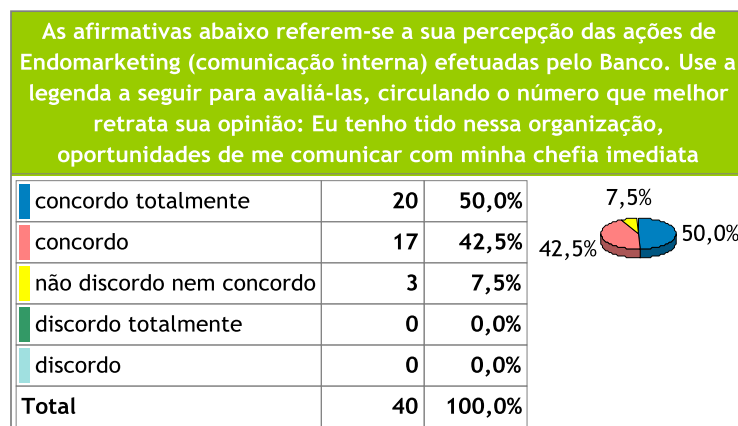 As afirmativas abaixo referem-se a sua percepção das ações de
Endomarketing (comunicação interna) efetuadas pelo Banco. Use a
legenda a seguir para avaliá-las, circulando o número que melhor
retrata sua opinião: Eu tenho tido nessa organização,
oportunidades de me comunicar com minha chefia imediata
concordo totalmente 20 50,0%
concordo 17 42,5%
não discordo nem concordo 3 7,5%
discordo totalmente 0 0,0%
discordo 0 0,0%
Total 40 100,0%
7,5%
42,5% 50,0%